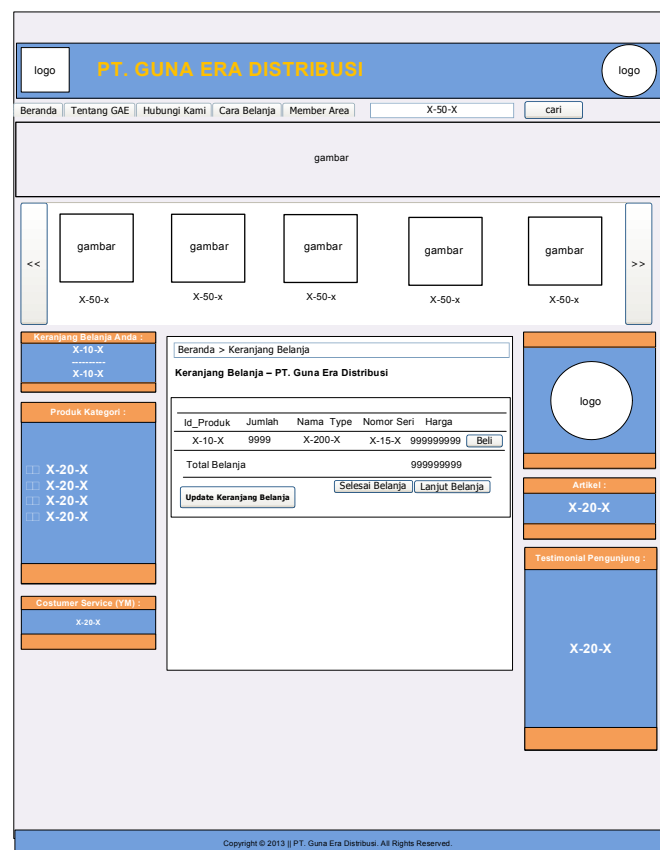 logo
PT. GUNA ERA DISTRIBUSI
logo
Beranda Tentang GAE Hubungi Kami Cara Belanja Member Area X-50-X cari
gambar
<<
gambar gambar gambar gambar gambar
>>
X-50-x X-50-x X-50-x X-50-x X-50-x
Keranjang Belanja Anda :
X-10-X
----------
X-10-X
Produk Kategori :
X-20-X
X-20-X
X-20-X
X-20-X
Costumer Service (YM) :
X-20-X
Beranda > Keranjang Belanja
Keranjang Belanja – PT. Guna Era Distribusi
Id_Produk Jumlah Nama Type Nomor Seri Harga
X-10-X 9999 X-200-X X-15-X 999999999 Beli
Total Belanja 999999999
Selesai Belanja Lanjut Belanja
Update Keranjang Belanja
logo
Artikel :
X-20-X
Testimonial Pengunjung :
X-20-X
Copyright © 2013 || PT. Guna Era Distribusi. All Rights Reserved.